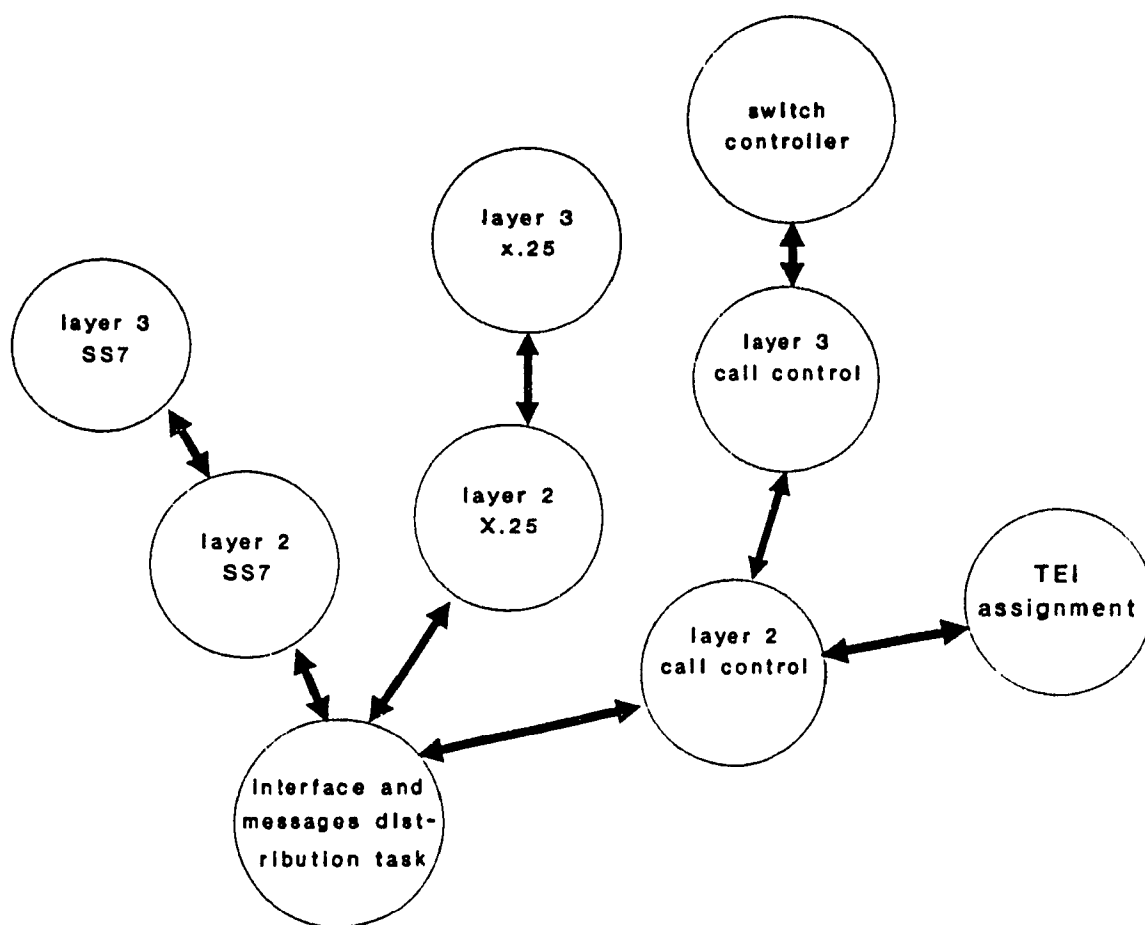 switch
controller
layer 3
x.25
layer 3
SS7
layer 3
call control
layer 2
X.25
layer 2
SS7
TEI
assignment
layer 2
call control
interface and
messages dist-
ribution task